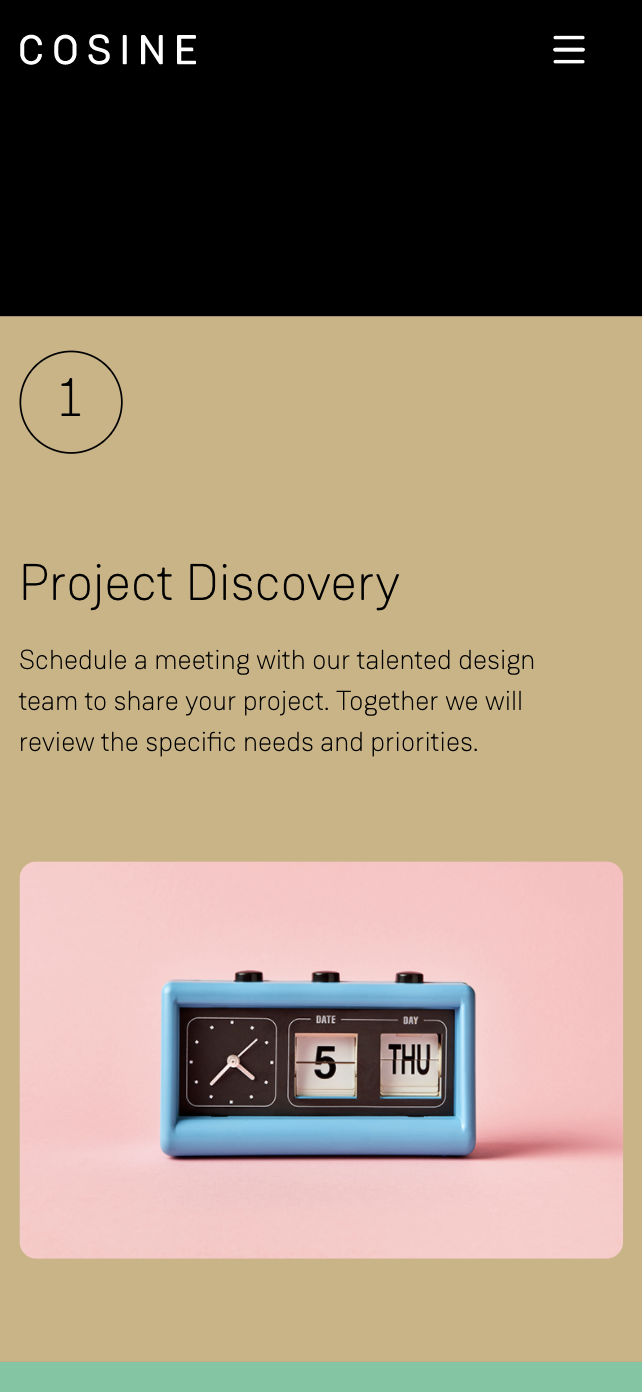 COSINE
1
Project Discovery
Schedule a meeting with our talented design
team to share your project. Together we will
review the specific needs and priorities.
DATE DAY
5 THU